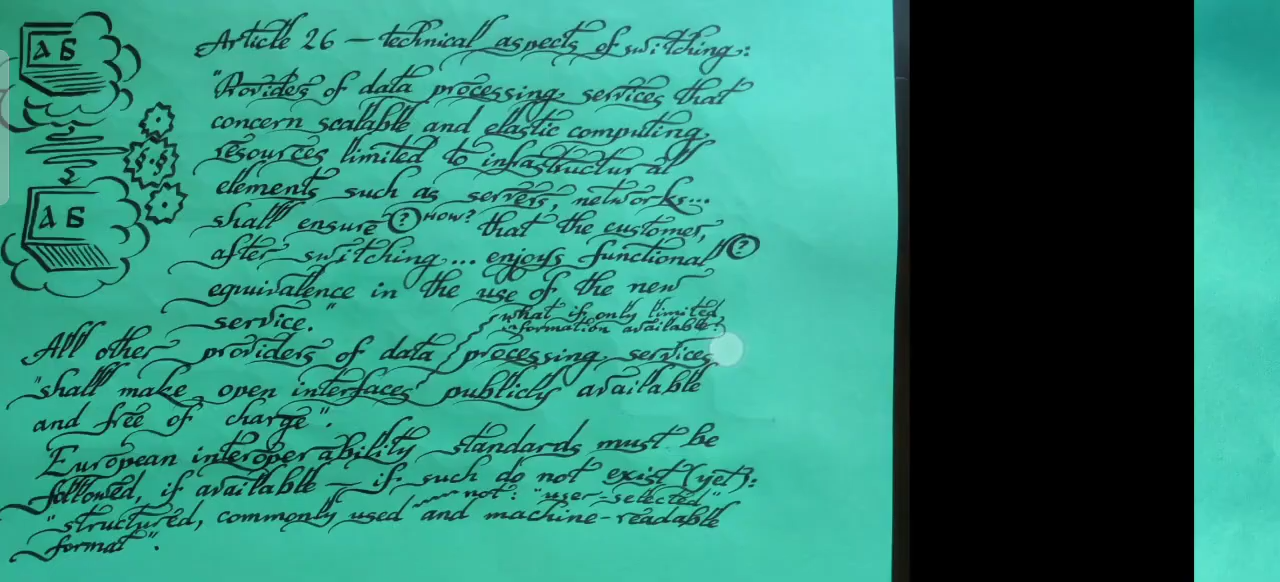 АБ
Article 26 – technical aspects of switching:
"Providers of data processing services that
concern scalable and elastic computing
resources limited to infrastructural
elements such as servers, networks...
§·§
АБ
shall ensure (?) HOW? that the customer,
after switching... enjoys functional (?)
equivalence in the use of the new
service."
what if only limited
information available?
All other providers of data processing services
"shall make open interfaces publicly available
and free of charge".
European interoperability standards must be
followed, if available – if such do not exist (yet):
not: "user-selected"
"structured, commonly used and machine-readable
format".